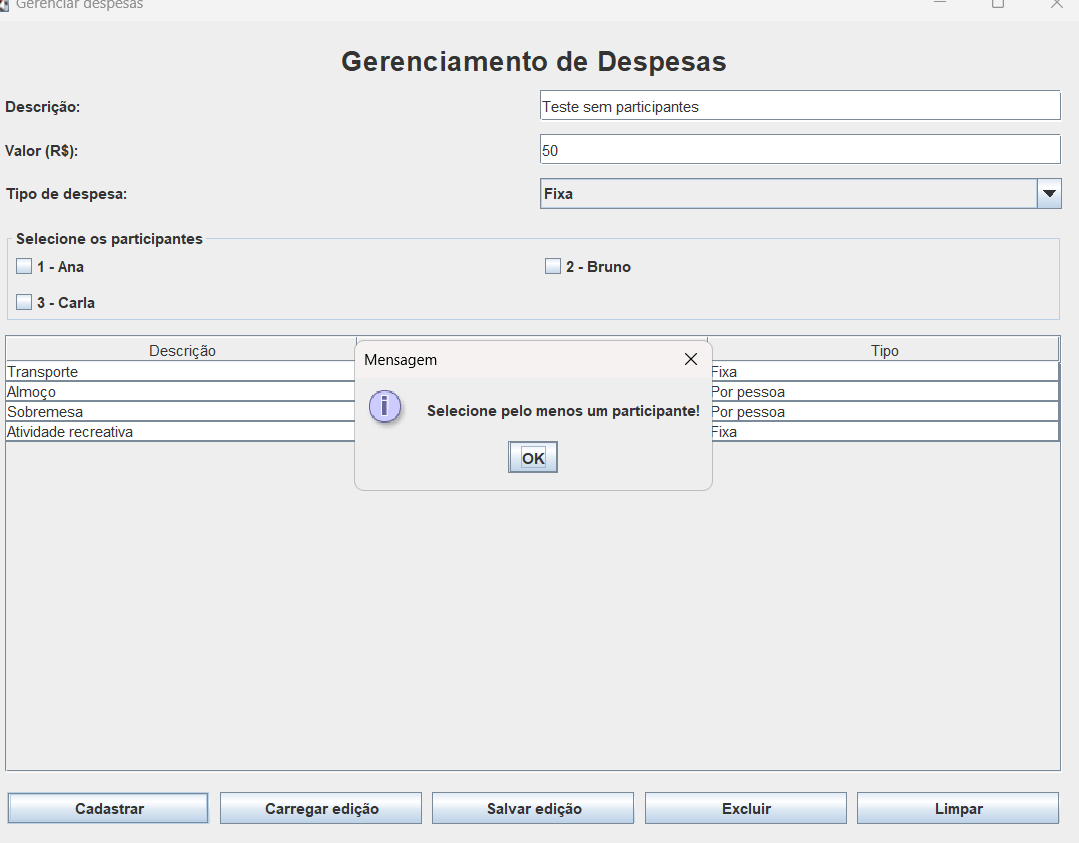 Gerenciar despesas
Gerenciamento de Despesas
Descrição: Teste sem participantes
Valor (R$): 50
Tipo de despesa: Fixa
Selecione os participantes
1 - Ana 2 - Bruno
3 - Carla
Descrição Tipo
Transporte Fixa
Almoço Por pessoa
Sobremesa Por pessoa
Atividade recreativa Fixa
Mensagem
Selecione pelo menos um participante!
OK
Cadastrar Carregar edição Salvar edição Excluir Limpar